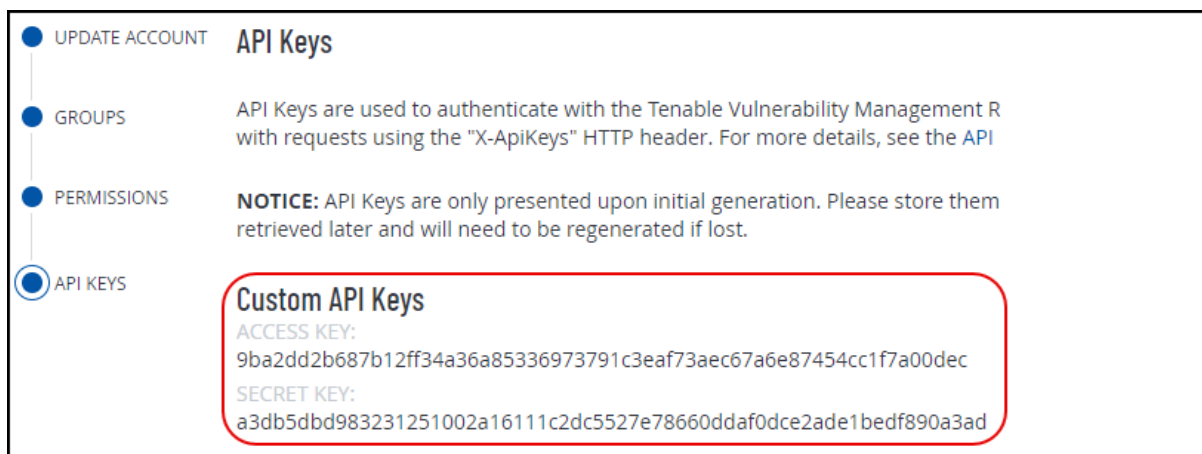 UPDATE ACCOUNT
API Keys
GROUPS
API Keys are used to authenticate with the Tenable Vulnerability Management R
with requests using the "X-ApiKeys" HTTP header. For more details, see the API
PERMISSIONS
NOTICE: API Keys are only presented upon initial generation. Please store them
retrieved later and will need to be regenerated if lost.
API KEYS
Custom API Keys
ACCESS KEY:
9ba2dd2b687b12ff34a36a85336973791c3eaf73aec67a6e87454cc1f7a00dec
SECRET KEY:
a3db5dbd983231251002a16111c2dc5527e78660ddaf0dce2ade1bedf890a3ad